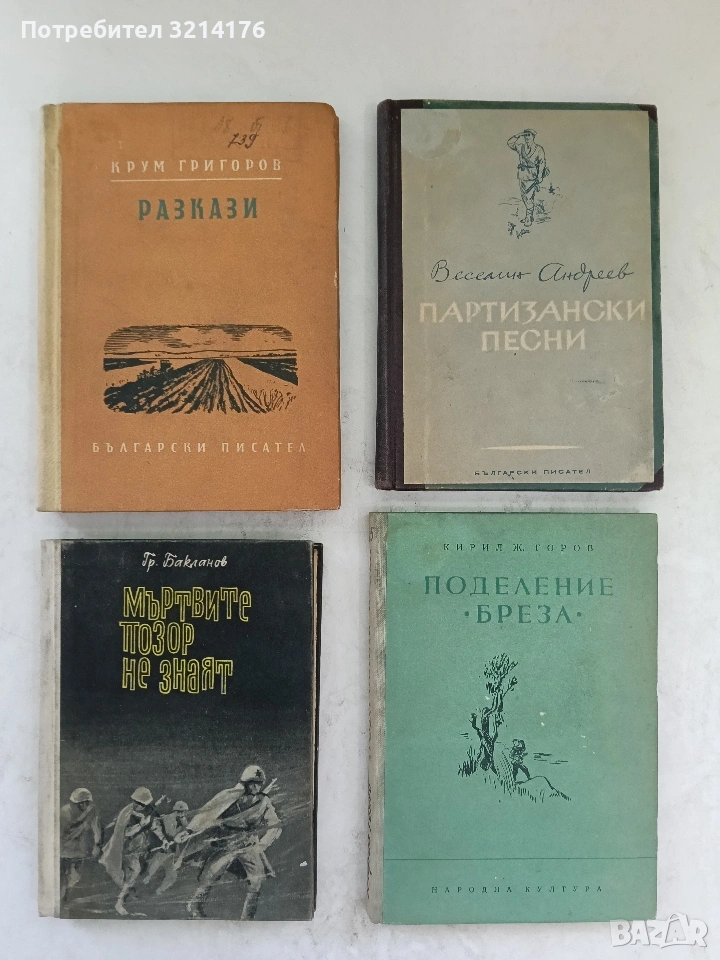 Потребител 3214176
739
КРУМ ГРИГОРОВ
РАЗКАЗИ
БЪЛГАРСКИ ПИСАТЕЛ
Веселин Андреев
ПАРТИЗАНСКИ
ПЕСНИ
БЪЛГАРСКИ ПИСАТЕЛ
Гр. Бакланов
МЪРТВИТЕ
ПОЗОР
НЕ ЗНАЯТ
КИРИЛ Ж. ГОРОВ
ПОДЕЛЕНИЕ
•БРЕЗА•
НАРОДНА КУЛТУРА
BAZAR